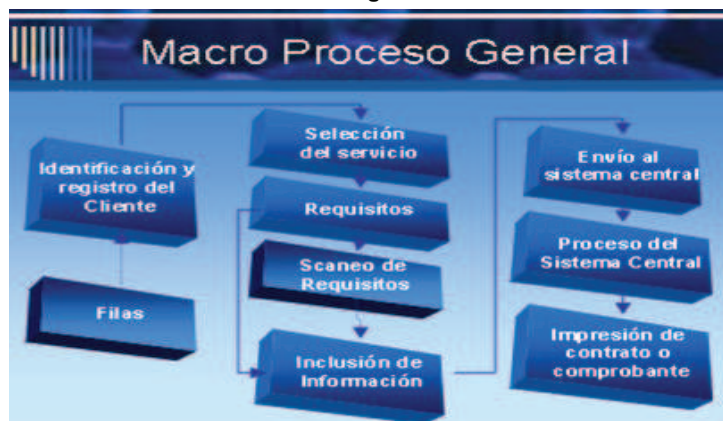 Macro Proceso General
Identificación y
registro del
Cliente
Filas
Selección
del servicio
Requisitos
Scaneo de
Requisitos
Inclusión de
Información
Envío al
sistema central
Proceso del
Sistema Central
Impresión de
contrato o
comprobante